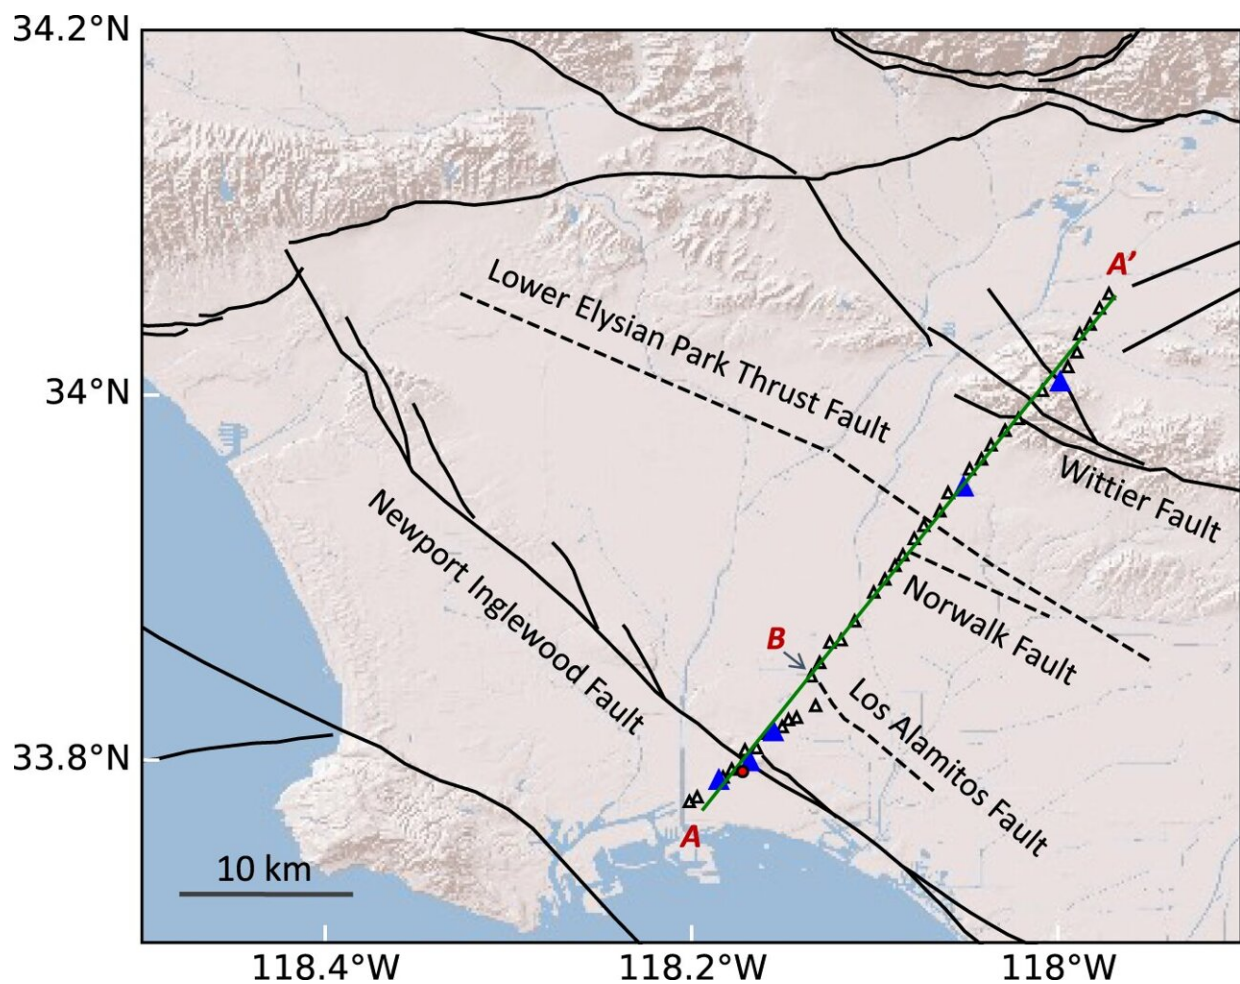 34.2°N
A’
Lower Elysian Park Thrust Fault
34°N
Wittier Fault
Newport Inglewood Fault
Norwalk Fault
B
Los Alamitos Fault
33.8°N
A
10 km
118.4°W
118.2°W
118°W